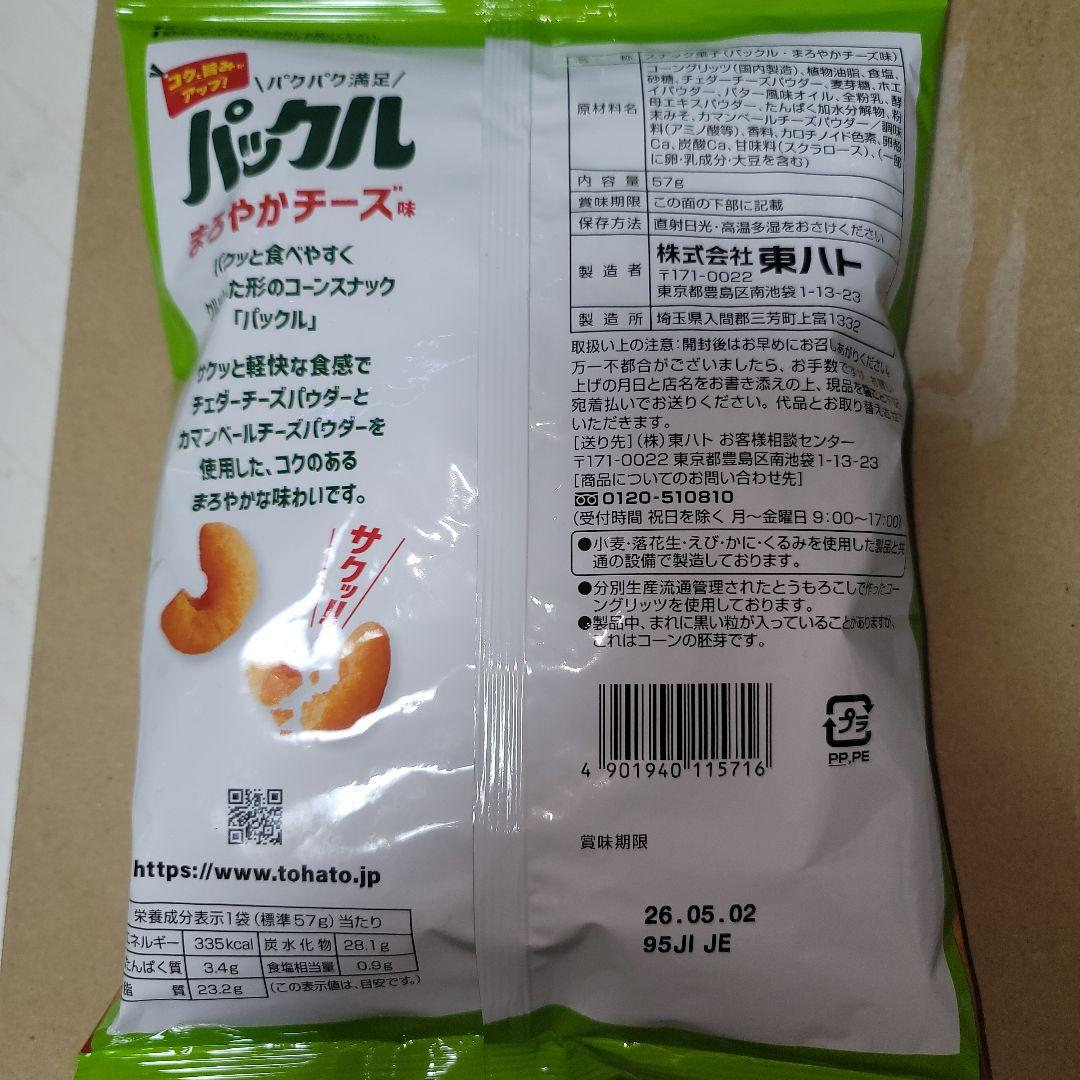 コクと旨みが
アップ!
\パクパク満足/
パックル
まろやかチーズ味
パクッと食べやすく
た形のコーンスナック
「パックル」
サクッと軽快な食感で
チェダーチーズパウダーと
カマンベールチーズパウダーを
使用した、コクのある
まろやかな味わいです。
サクッ!!
https://www.tohato.jp
栄養成分表示1袋(標準57g)当たり
エネルギー 335kcal 炭水化物 28.1g
たんぱく質 3.4g 食塩相当量 0.9g
脂質 23.2g (この表示値は、目安です。)
名称 スナック菓子(パックル・まろやかチーズ味)
原材料名
コーングリッツ(国内製造)、植物油脂、食塩、
砂糖、チェダーチーズパウダー、麦芽糖、ホエ
イパウダー、バター風味オイル、全粉乳、酵
母エキスパウダー、たんぱく加水分解物、粉
末みそ、カマンベールチーズパウダー/調味
料(アミノ酸等)、香料、カロチノイド色素、卵殻
Ca、炭酸Ca、甘味料(スクラロース)、(一部
に卵・乳成分・大豆を含む)
内容量 57g
賞味期限 この面の下部に記載
保存方法 直射日光・高温多湿をおさけください
製造者 株式会社 東ハト
〒171-0022
東京都豊島区南池袋1-13-23
製造所 埼玉県入間郡三芳町上富1332
取扱い上の注意:開封後はお早めにお召しあがりください。
万一不都合がございましたら、お手数ですが、お買い
上げの月日と店名をお書き添えの上、現品を
宛着払いでお送りください。代品とお取り替えさせて
いただきます。
[送り先](株)東ハト お客様相談センター
〒171-0022 東京都豊島区南池袋1-13-23
[商品についてのお問い合わせ先]
0120-510810
(受付時間 祝日を除く 月〜金曜日 9:00〜17:00)
●小麦・落花生・えび・かに・くるみを使用した製品と共
通の設備で製造しております。
●分別生産流通管理されたとうもろこしで作ったコー
ングリッツを使用しております。
●製品中、まれに黒い粒が入っていることがありますが、
これはコーンの胚芽です。
4 901940 115716
プラ
PP,PE
賞味期限
26.05.02
95JI JE